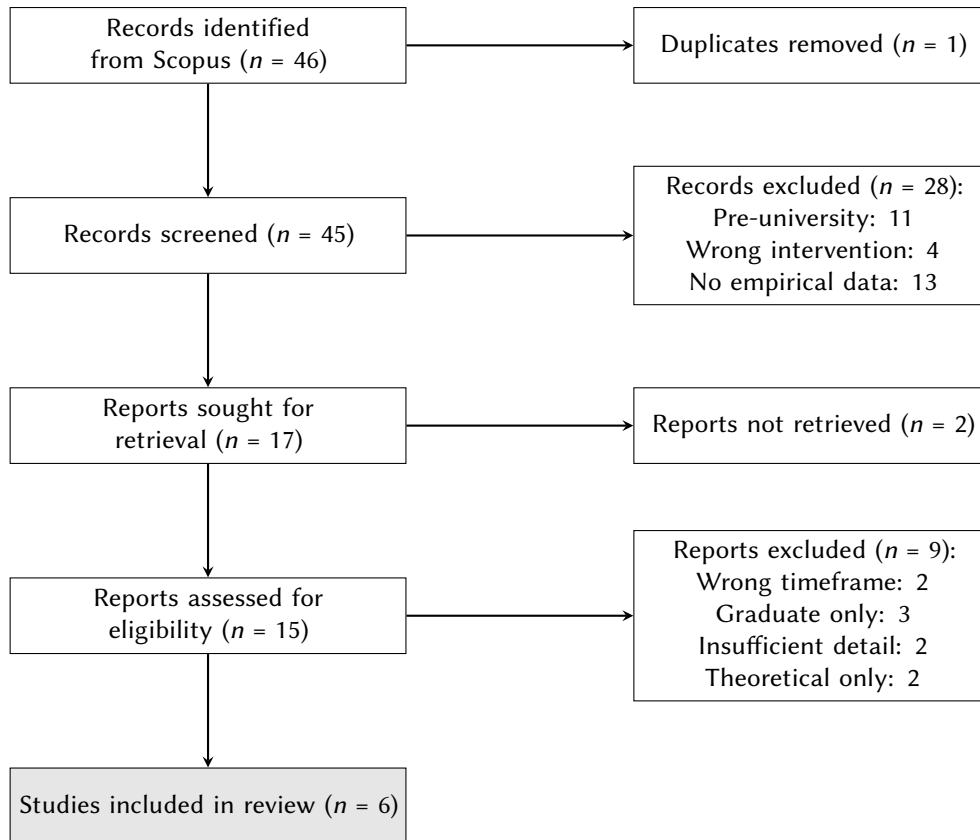 Records identified
from Scopus (n = 46)
Duplicates removed (n = 1)
Records screened (n = 45)
Records excluded (n = 28):
Pre-university: 11
Wrong intervention: 4
No empirical data: 13
Reports sought for
retrieval (n = 17)
Reports not retrieved (n = 2)
Reports assessed for
eligibility (n = 15)
Reports excluded (n = 9):
Wrong timeframe: 2
Graduate only: 3
Insufficient detail: 2
Theoretical only: 2
Studies included in review (n = 6)